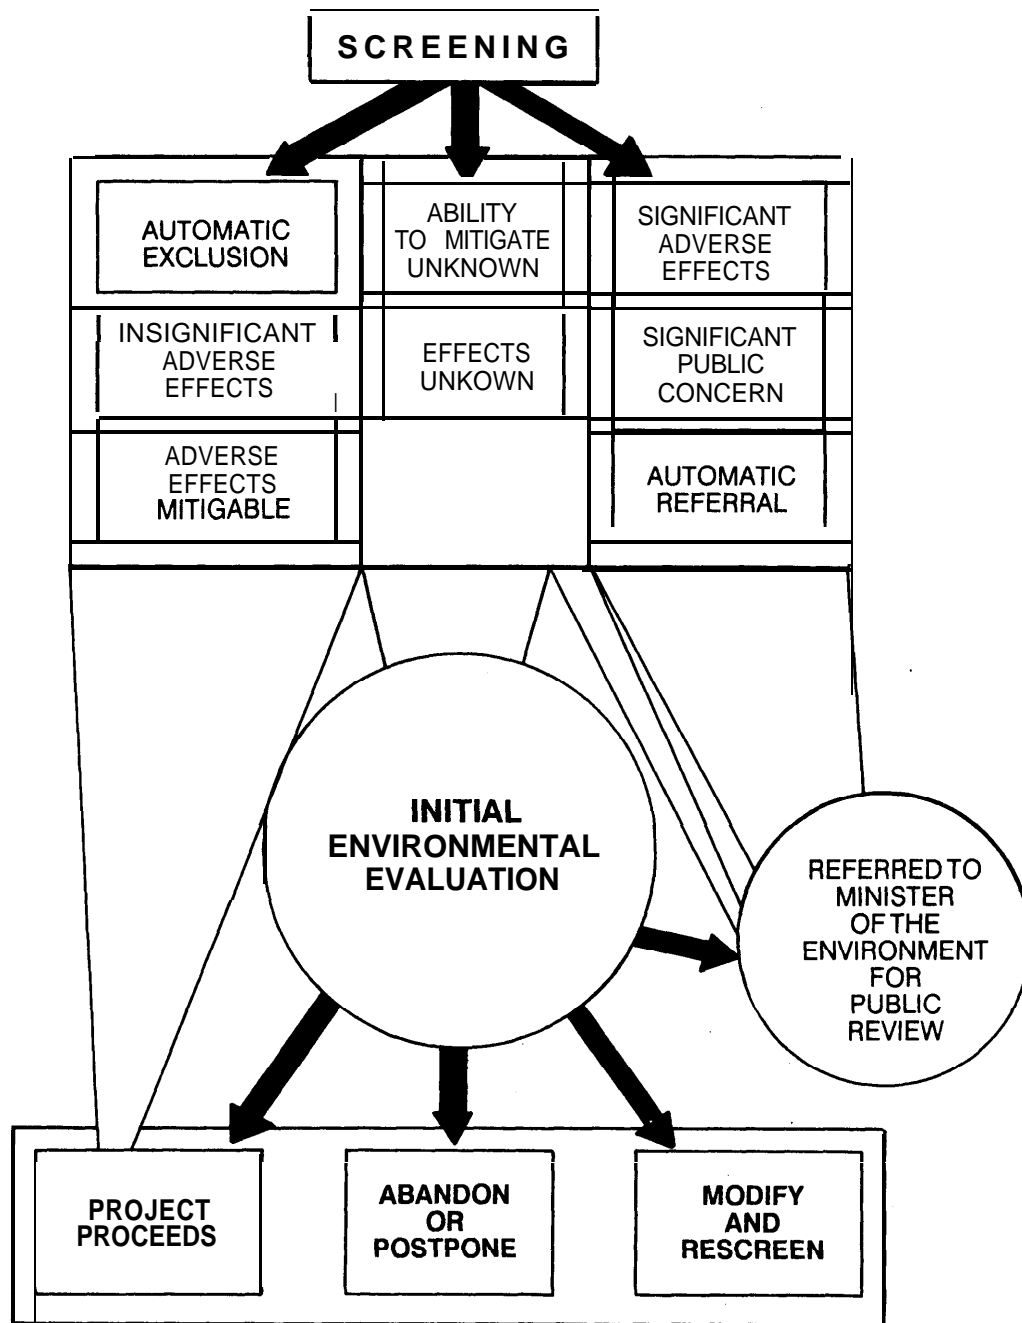 SCREENING
AUTOMATIC
EXCLUSION
INSIGNIFICANT
ADVERSE
EFFECTS
ADVERSE
EFFECTS
MITIGABLE
ABILITY
TO MITIGATE
UNKNOWN
EFFECTS
UNKOWN
SIGNIFICANT
ADVERSE
EFFECTS
SIGNIFICANT
PUBLIC
CONCERN
AUTOMATIC
REFERRAL
INITIAL
ENVIRONMENTAL
EVALUATION
REFERRED TO
MINISTER
OF THE
ENVIRONMENT
FOR
PUBLIC
REVIEW
PROJECT
PROCEEDS
ABANDON
OR
POSTPONE
MODIFY
AND
RESCREEN